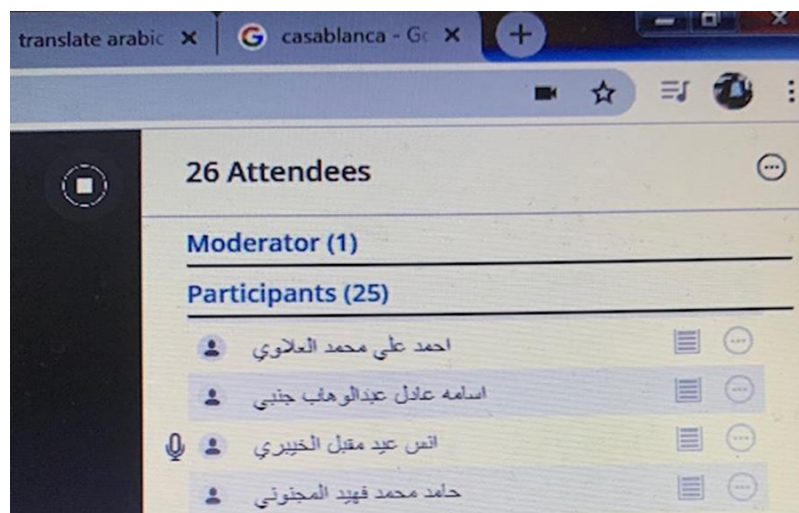 translate arabic
casablanca - Go
26 Attendees
Moderator (1)
Participants (25)
احمد علي محمد العلاوي
اسامه عادل عبدالوهاب جنبي
انس عيد مقبل الخيبري
حامد محمد فهيد المجنوني